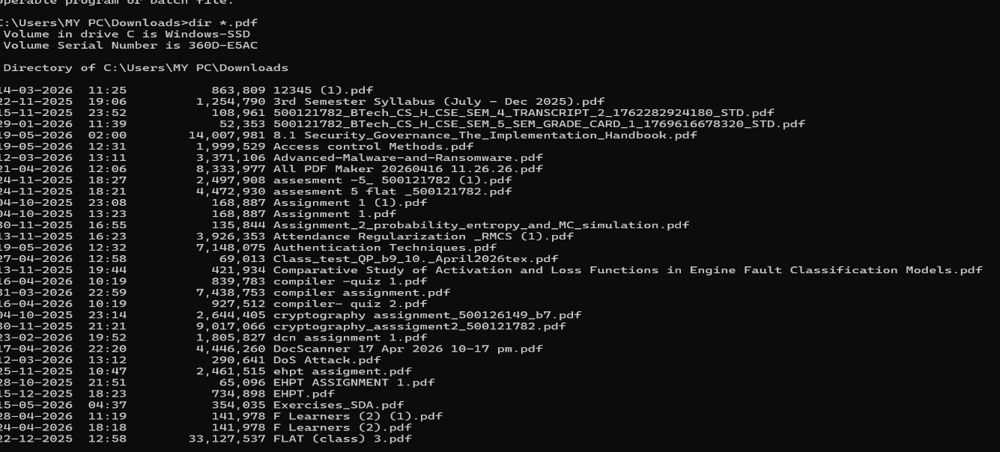 operable program or batch file.
C:\Users\MY PC\Downloads>dir *.pdf
Volume in drive C is Windows-SSD
Volume Serial Number is 360D-E5AC
Directory of C:\Users\MY PC\Downloads
14-03-2026 11:25 863,809 12345 (1).pdf
22-11-2025 19:06 1,254,790 3rd Semester Syllabus (July - Dec 2025).pdf
15-11-2025 23:52 108,961 500121782_BTech_CS_H_CSE_SEM_4_TRANSCRIPT_2_1762282924180_STD.pdf
29-01-2026 11:39 52,353 500121782_BTech_CS_H_CSE_SEM_5_SEM_GRADE_CARD_1_1769616678320_STD.pdf
19-05-2026 02:00 14,007,981 8.1 Security_Governance_The_Implementation_Handbook.pdf
19-05-2026 12:31 1,999,529 Access control Methods.pdf
12-03-2026 13:11 3,371,106 Advanced-Malware-and-Ransomware.pdf
21-04-2026 12:06 8,333,977 All PDF Maker 20260416 11.26.26.pdf
24-11-2025 18:27 2,497,908 assesment -5_ 500121782 (1).pdf
24-11-2025 18:21 4,472,930 assesment 5 flat _500121782.pdf
04-10-2025 23:08 168,887 Assignment 1 (1).pdf
04-10-2025 13:23 168,887 Assignment 1.pdf
30-11-2025 16:55 135,844 Assignment_2_probability_entropy_and_MC_simulation.pdf
13-11-2025 16:23 3,926,353 Attendance Regularization _RMCS (1).pdf
19-05-2026 12:32 7,148,075 Authentication Techniques.pdf
27-04-2026 12:58 69,013 Class_test_QP_b9_10._April2026tex.pdf
13-11-2025 19:44 421,934 Comparative Study of Activation and Loss Functions in Engine Fault Classification Models.pdf
16-04-2026 10:19 839,783 compiler -quiz 1.pdf
31-03-2026 22:59 7,438,753 compiler assignment.pdf
16-04-2026 10:19 927,512 compiler- quiz 2.pdf
04-10-2025 23:14 2,644,405 cryptography assignment_500126149_b7.pdf
30-11-2025 21:21 9,017,066 cryptography_asssigment2_500121782.pdf
23-02-2026 19:52 1,805,827 dcn assignment 1.pdf
17-04-2026 22:20 4,446,260 DocScanner 17 Apr 2026 10-17 pm.pdf
12-03-2026 13:12 290,641 DoS Attack.pdf
25-11-2025 10:47 2,461,515 ehpt assigment.pdf
28-10-2025 21:51 65,096 EHPT ASSIGNMENT 1.pdf
15-12-2025 18:23 734,898 EHPT.pdf
15-05-2026 04:37 354,035 Exercises_SDA.pdf
28-04-2026 11:19 141,978 F Learners (2) (1).pdf
24-04-2026 18:18 141,978 F Learners (2).pdf
22-12-2025 12:58 33,127,537 FLAT (class) 3.pdf